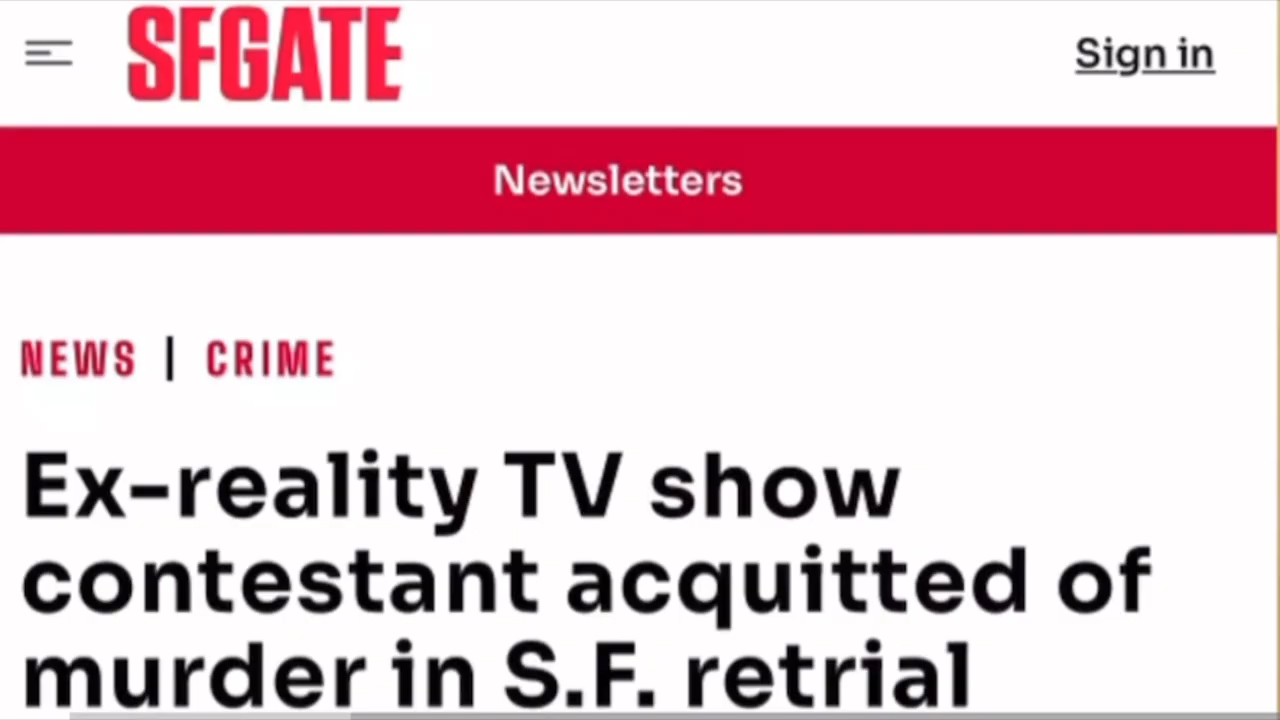 SFGATE
Sign in
Newsletters
NEWS | CRIME
Ex-reality TV show
contestant acquitted of
murder in S.F. retrial